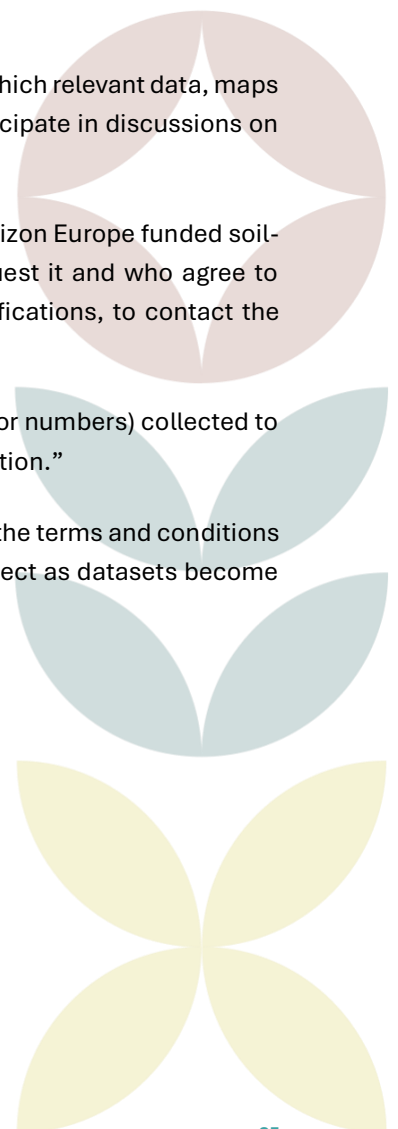 hich relevant data, maps
cipate in discussions on
izon Europe funded soil-
uest it and who agree to
fications, to contact the
or numbers) collected to
tion.”
the terms and conditions
ect as datasets become